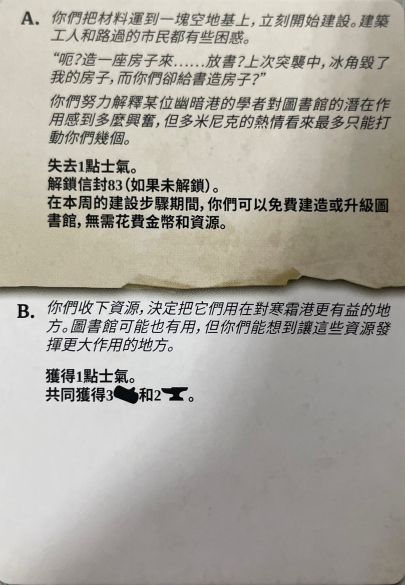 A. 你們把材料運到一塊空地基上，立刻開始建設。建築
工人和路過的市民都有些困惑。
“呃?造一座房子來……放書?上次突襲中，冰角毀了
我的房子，而你們卻給書造房子?”
你們努力解釋某位幽暗港的學者對圖書館的潛在作
用感到多麼興奮，但多米尼克的熱情看來最多只能打
動你們幾個。
失去1點士氣。
解鎖信封83(如果未解鎖)。
在本周的建設步驟期間，你們可以免費建造或升級圖
書館，無需花費金幣和資源。
B. 你們收下資源，決定把它們用在對寒霜港更有益的地
方。圖書館可能也有用，但你們能想到讓這些資源發
揮更大作用的地方。
獲得1點士氣。
共同獲得3和2。